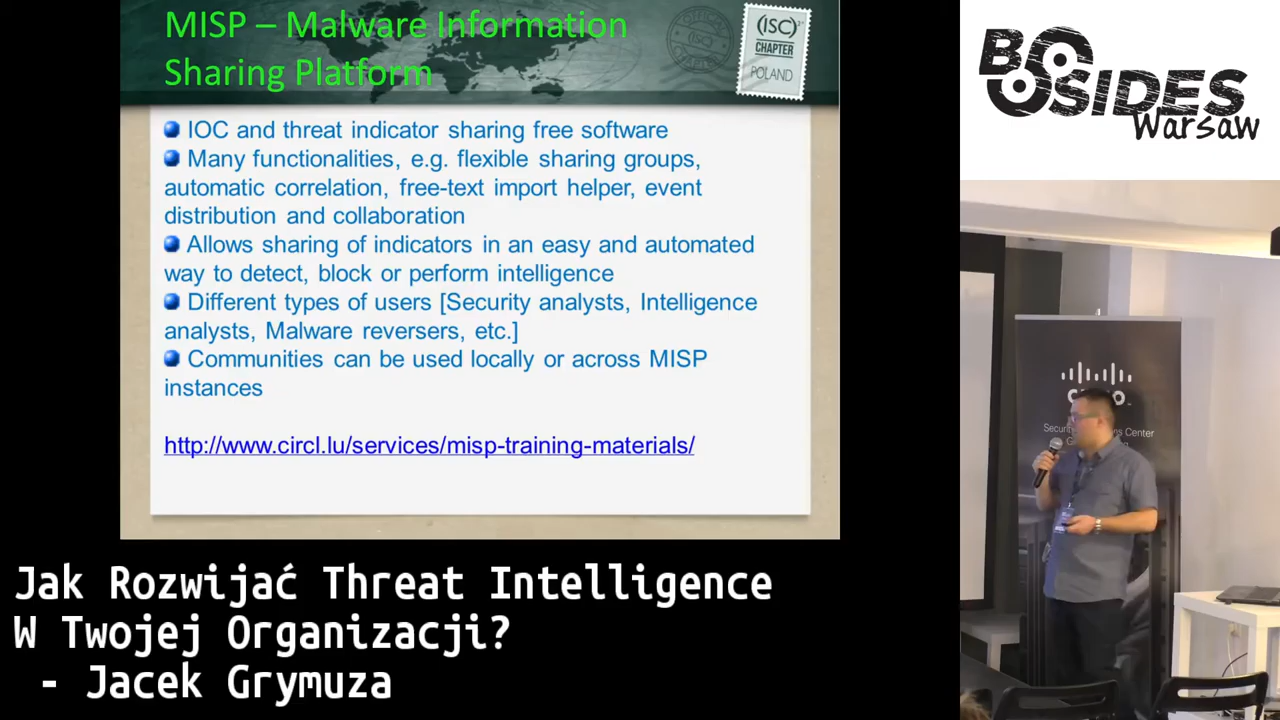 MISP – Malware Information
Sharing Platform
(ISC)²
CHAPTER
POLAND
IOC and threat indicator sharing free software
Many functionalities, e.g. flexible sharing groups,
automatic correlation, free-text import helper, event
distribution and collaboration
Allows sharing of indicators in an easy and automated
way to detect, block or perform intelligence
Different types of users [Security analysts, Intelligence
analysts, Malware reversers, etc.]
Communities can be used locally or across MISP
instances
http://www.circl.lu/services/misp-training-materials/
Jak Rozwijać Threat Intelligence
W Twojej Organizacji?
- Jacek Grymuza
BSIDES
Warsaw